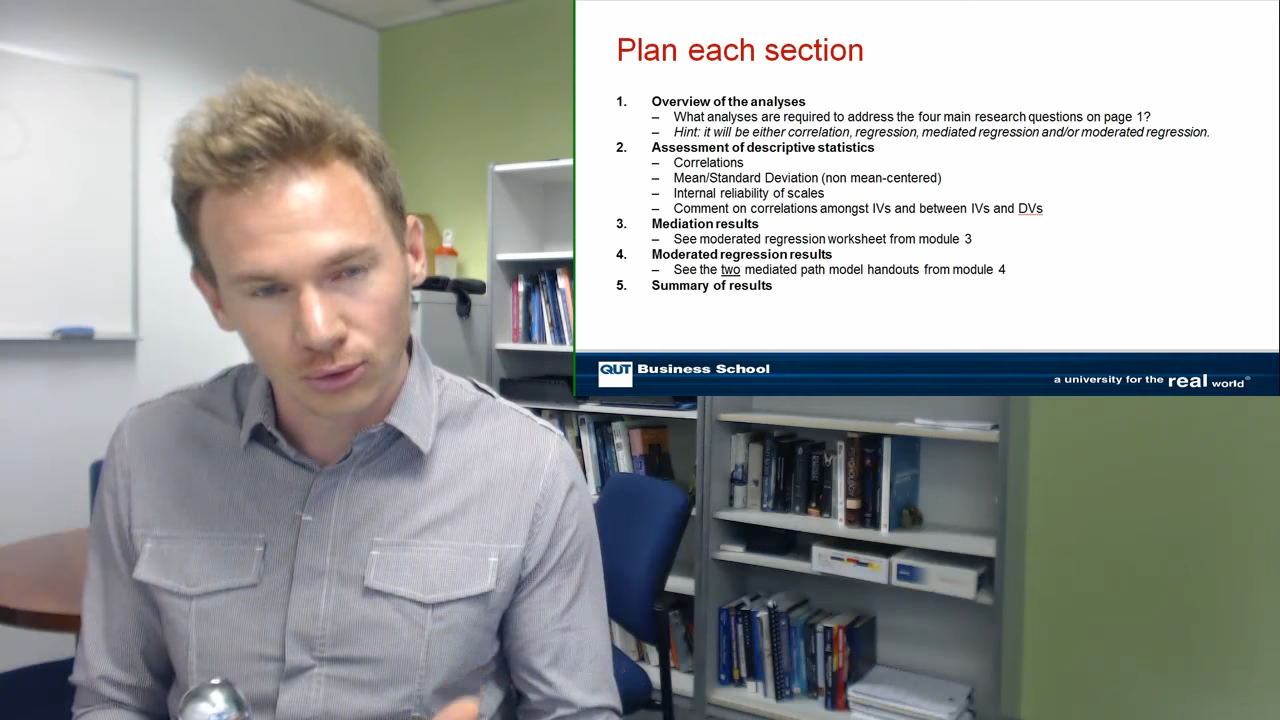 Plan each section
1. Overview of the analyses
– What analyses are required to address the four main research questions on page 1?
– Hint: it will be either correlation, regression, mediated regression and/or moderated regression.
2. Assessment of descriptive statistics
– Correlations
– Mean/Standard Deviation (non mean-centered)
– Internal reliability of scales
– Comment on correlations amongst IVs and between IVs and DVs
3. Mediation results
– See moderated regression worksheet from module 3
4. Moderated regression results
– See the two mediated path model handouts from module 4
5. Summary of results
QUT Business School
a university for the real world®
PSYCHOLOGY